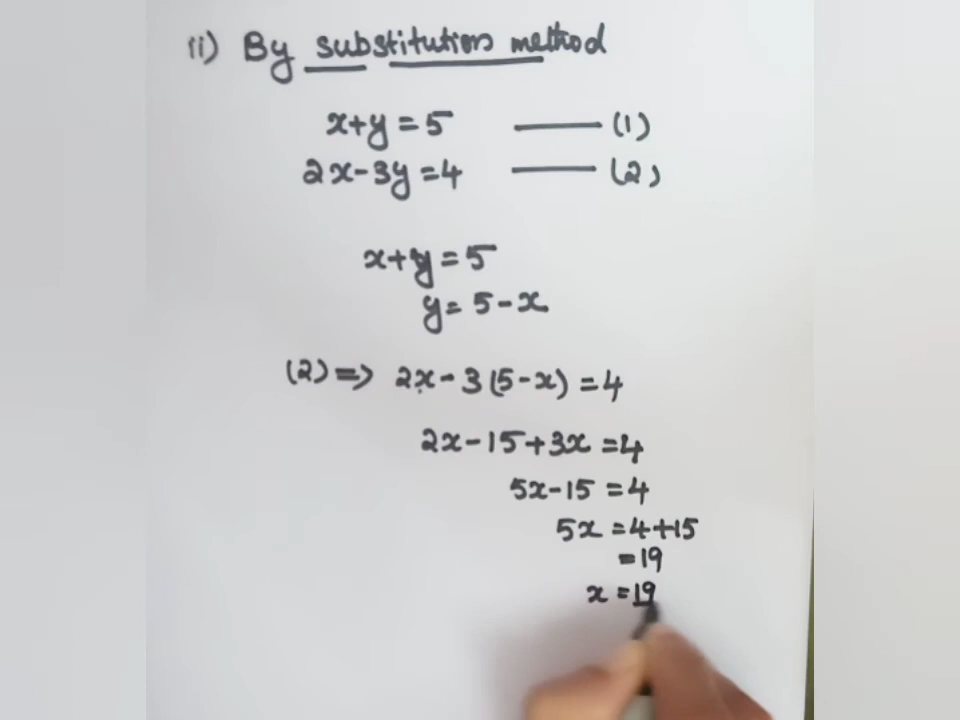 ii) By substitution method
x+y=5 —— (1)
2x-3y=4 —— (2)
x+y=5
y=5-x
(2) => 2x-3(5-x)=4
2x-15+3x=4
5x-15=4
5x=4+15
=19
x=19